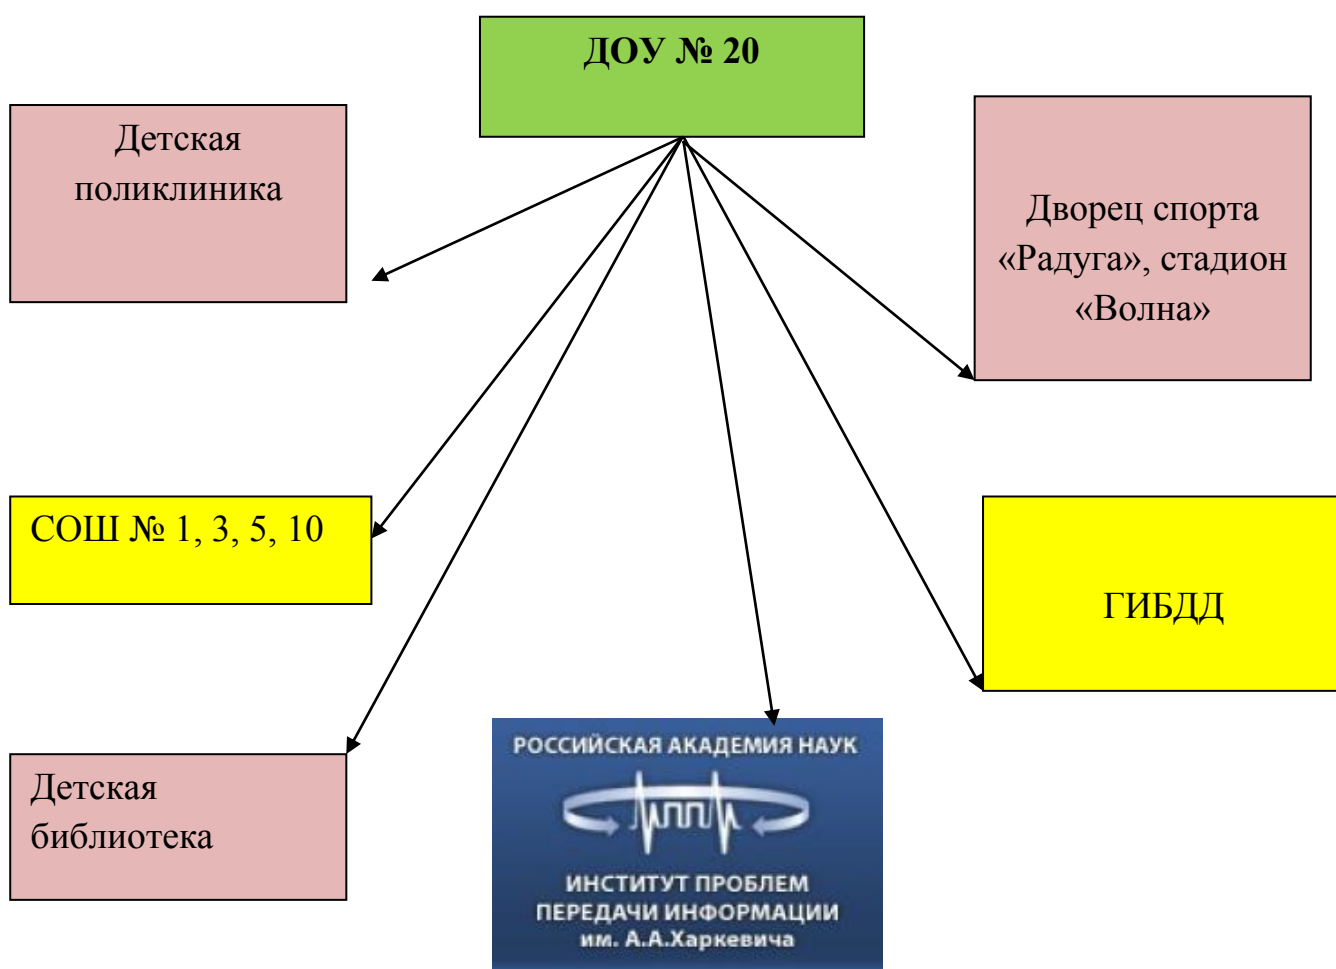 ДОУ № 20
Детская
поликлиника
Дворец спорта
«Радуга», стадион
«Волна»
СОШ № 1, 3, 5, 10
ГИБДД
Детская
библиотека
РОССИЙСКАЯ АКАДЕМИЯ НАУК
ИНСТИТУТ ПРОБЛЕМ
ПЕРЕДАЧИ ИНФОРМАЦИИ
им. А.А.Харкевича